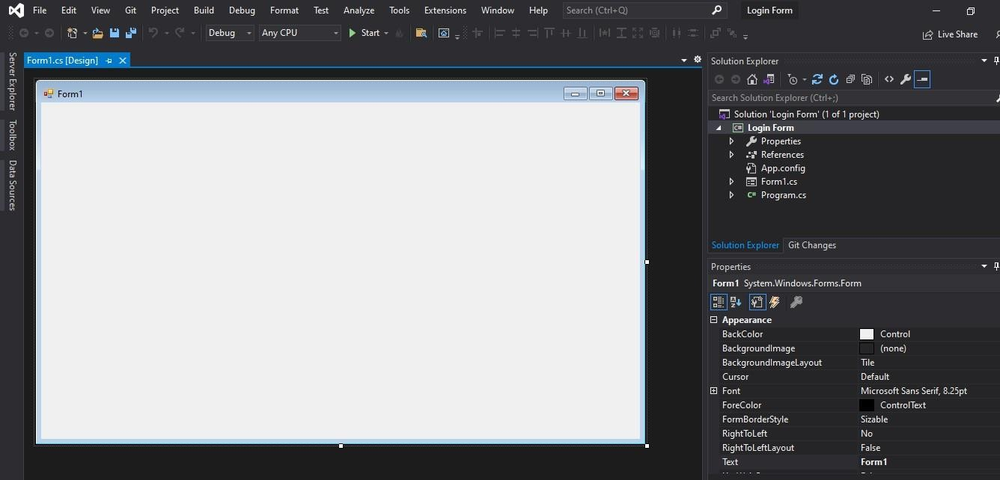 File Edit View Git Project Build Debug Format Test Analyze Tools Extensions Window Help Search (Ctrl+Q) Login Form
Debug Any CPU Start Live Share
Server Explorer
Toolbox
Data Sources
Form1.cs [Design]
Form1
Solution Explorer
Search Solution Explorer (Ctrl+;)
Solution 'Login Form' (1 of 1 project)
C# Login Form
Properties
References
App.config
Form1.cs
C# Program.cs
Solution Explorer Git Changes
Properties
Form1 System.Windows.Forms.Form
Appearance
BackColor Control
BackgroundImage (none)
BackgroundImageLayout Tile
Cursor Default
Font Microsoft Sans Serif, 8.25pt
ForeColor ControlText
FormBorderStyle Sizable
RightToLeft No
RightToLeftLayout False
Text Form1